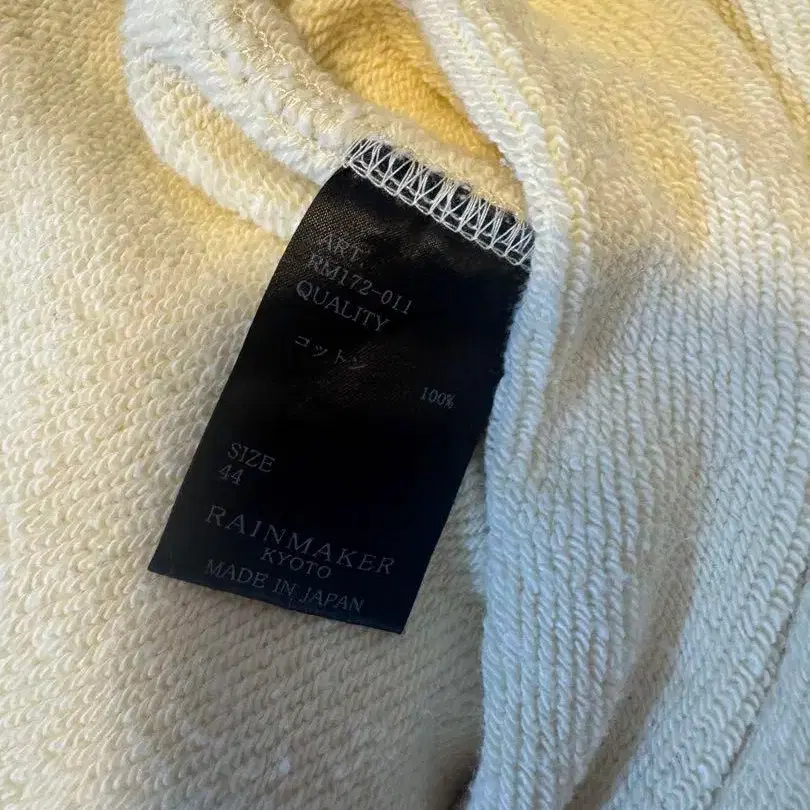 ART.
RM172-011
QUALITY
コットン
100%
SIZE
44
RAINMAKER
KYOTO
MADE IN JAPAN